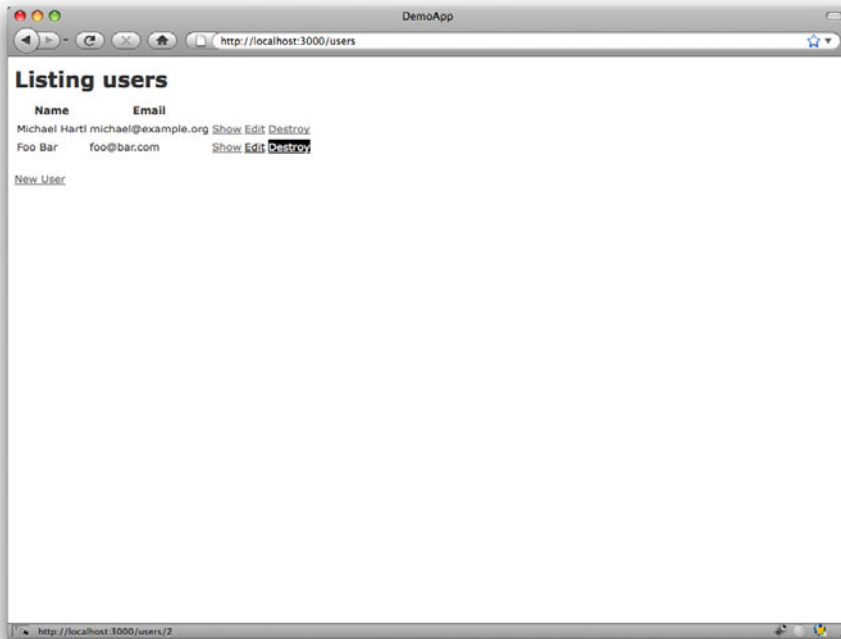 DemoApp
http://localhost:3000/users
Listing users
Name Email
Michael Hartl michael@example.org Show Edit Destroy
Foo Bar foo@bar.com Show Edit Destroy
New User
http://localhost:3000/users/2